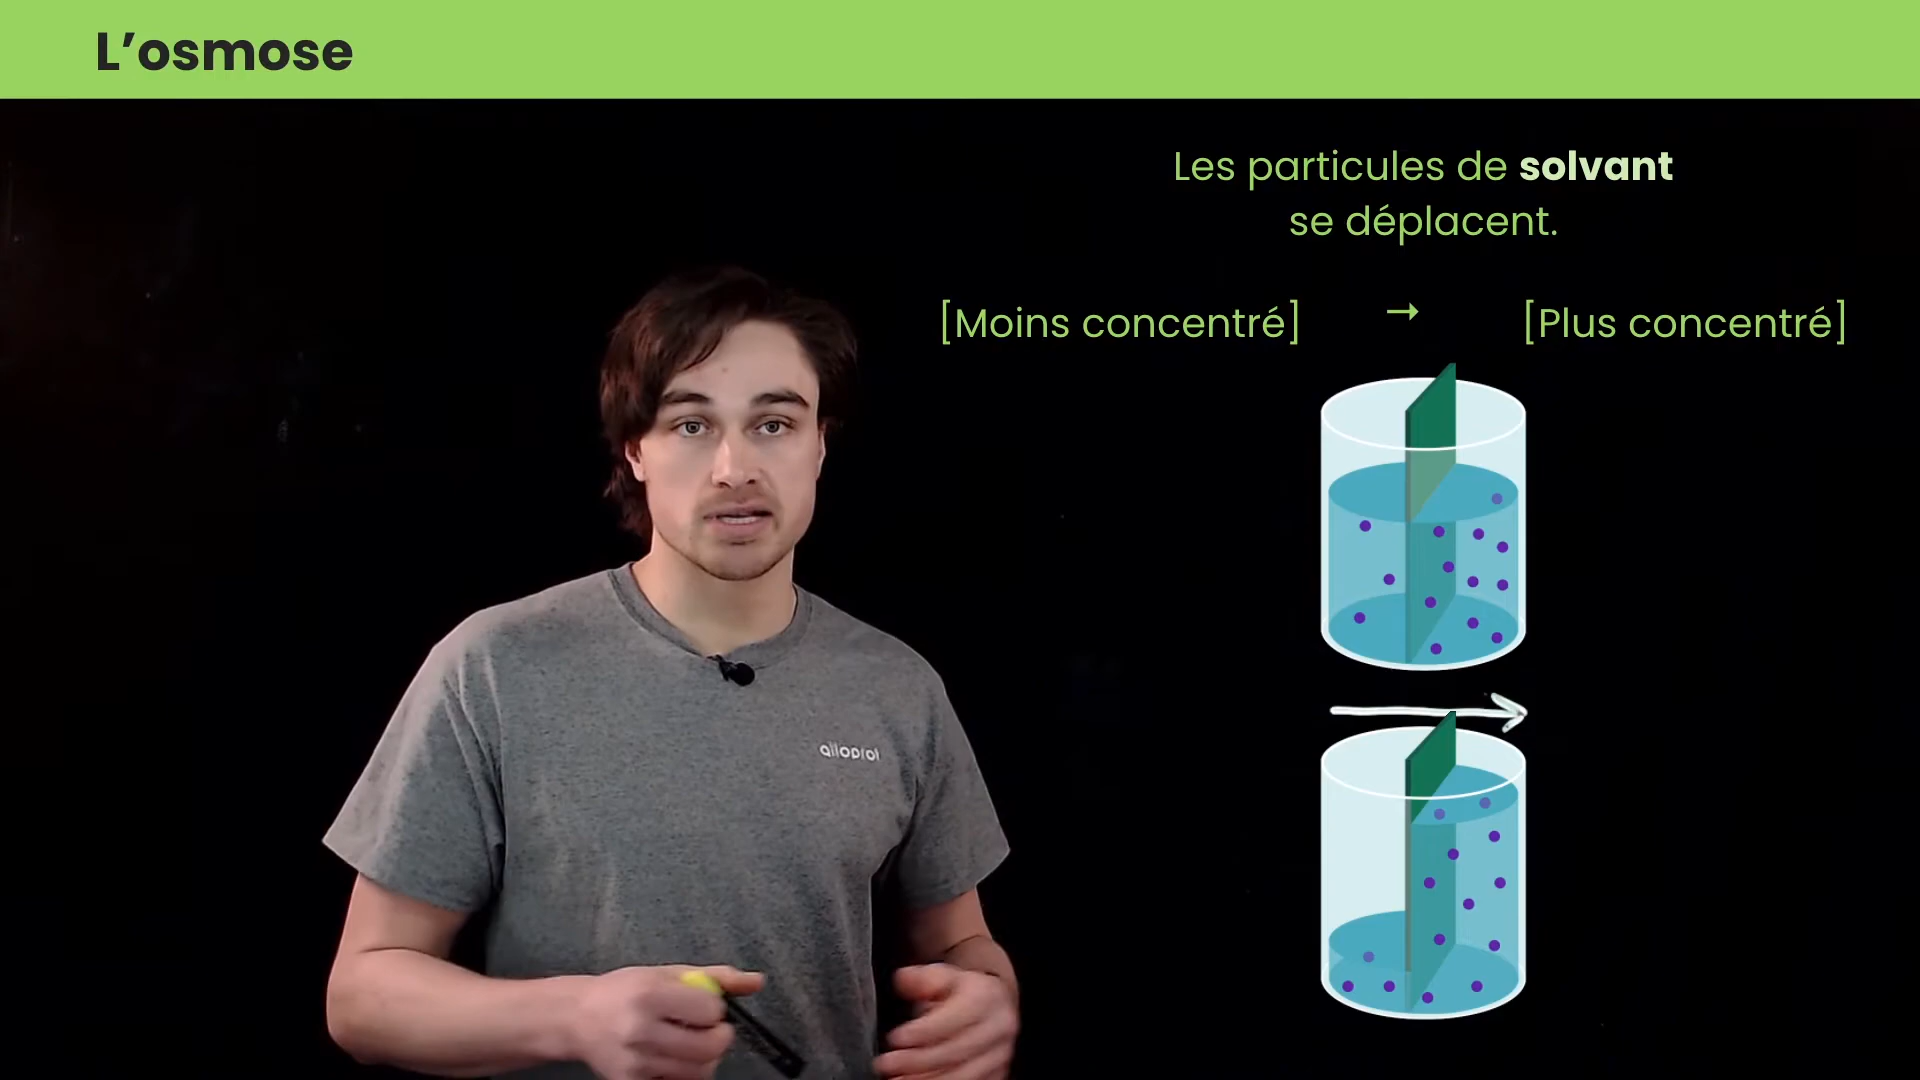 L’osmose
Les particules de solvant
se déplacent.
[Moins concentré] → [Plus concentré]
alloprof